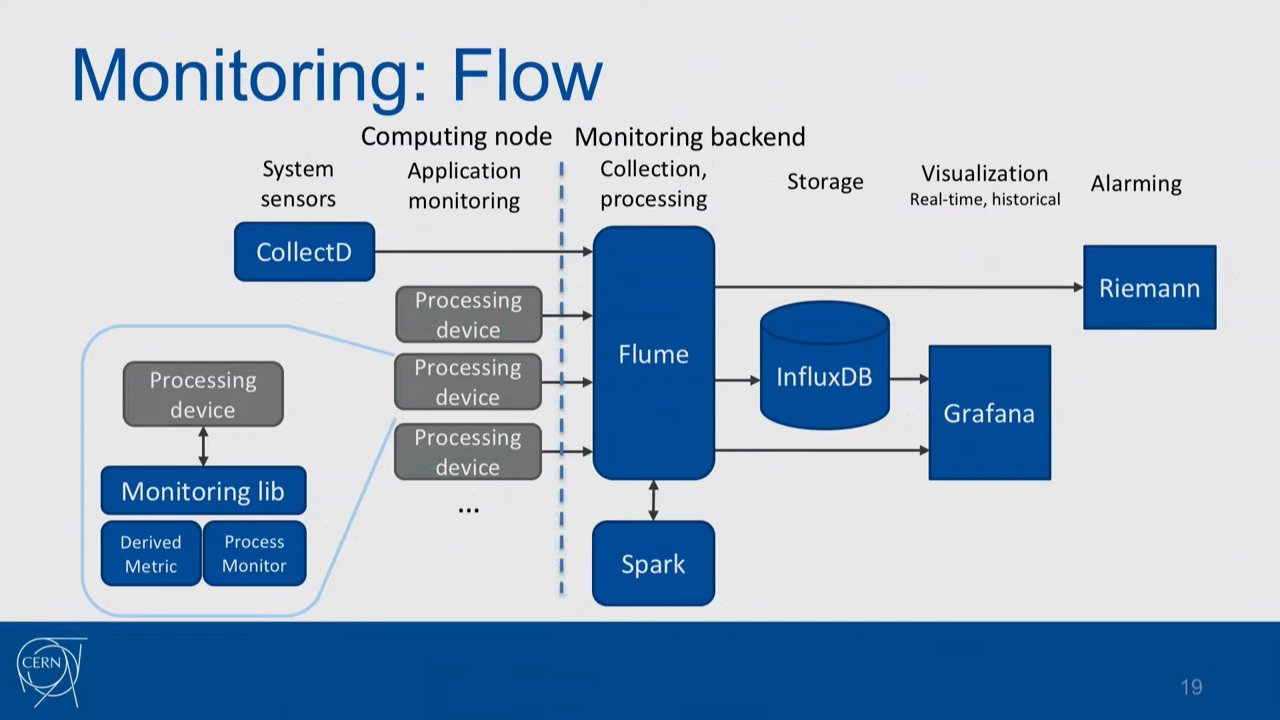 Monitoring: Flow
Computing node
Monitoring backend
System
sensors
Application
monitoring
Collection,
processing
Storage
Visualization
Real-time, historical
Alarming
CollectD
Processing
device
Processing
device
Processing
device
...
Processing
device
Monitoring lib
Derived
Metric
Process
Monitor
Flume
Spark
InfluxDB
Grafana
Riemann
CERN
19